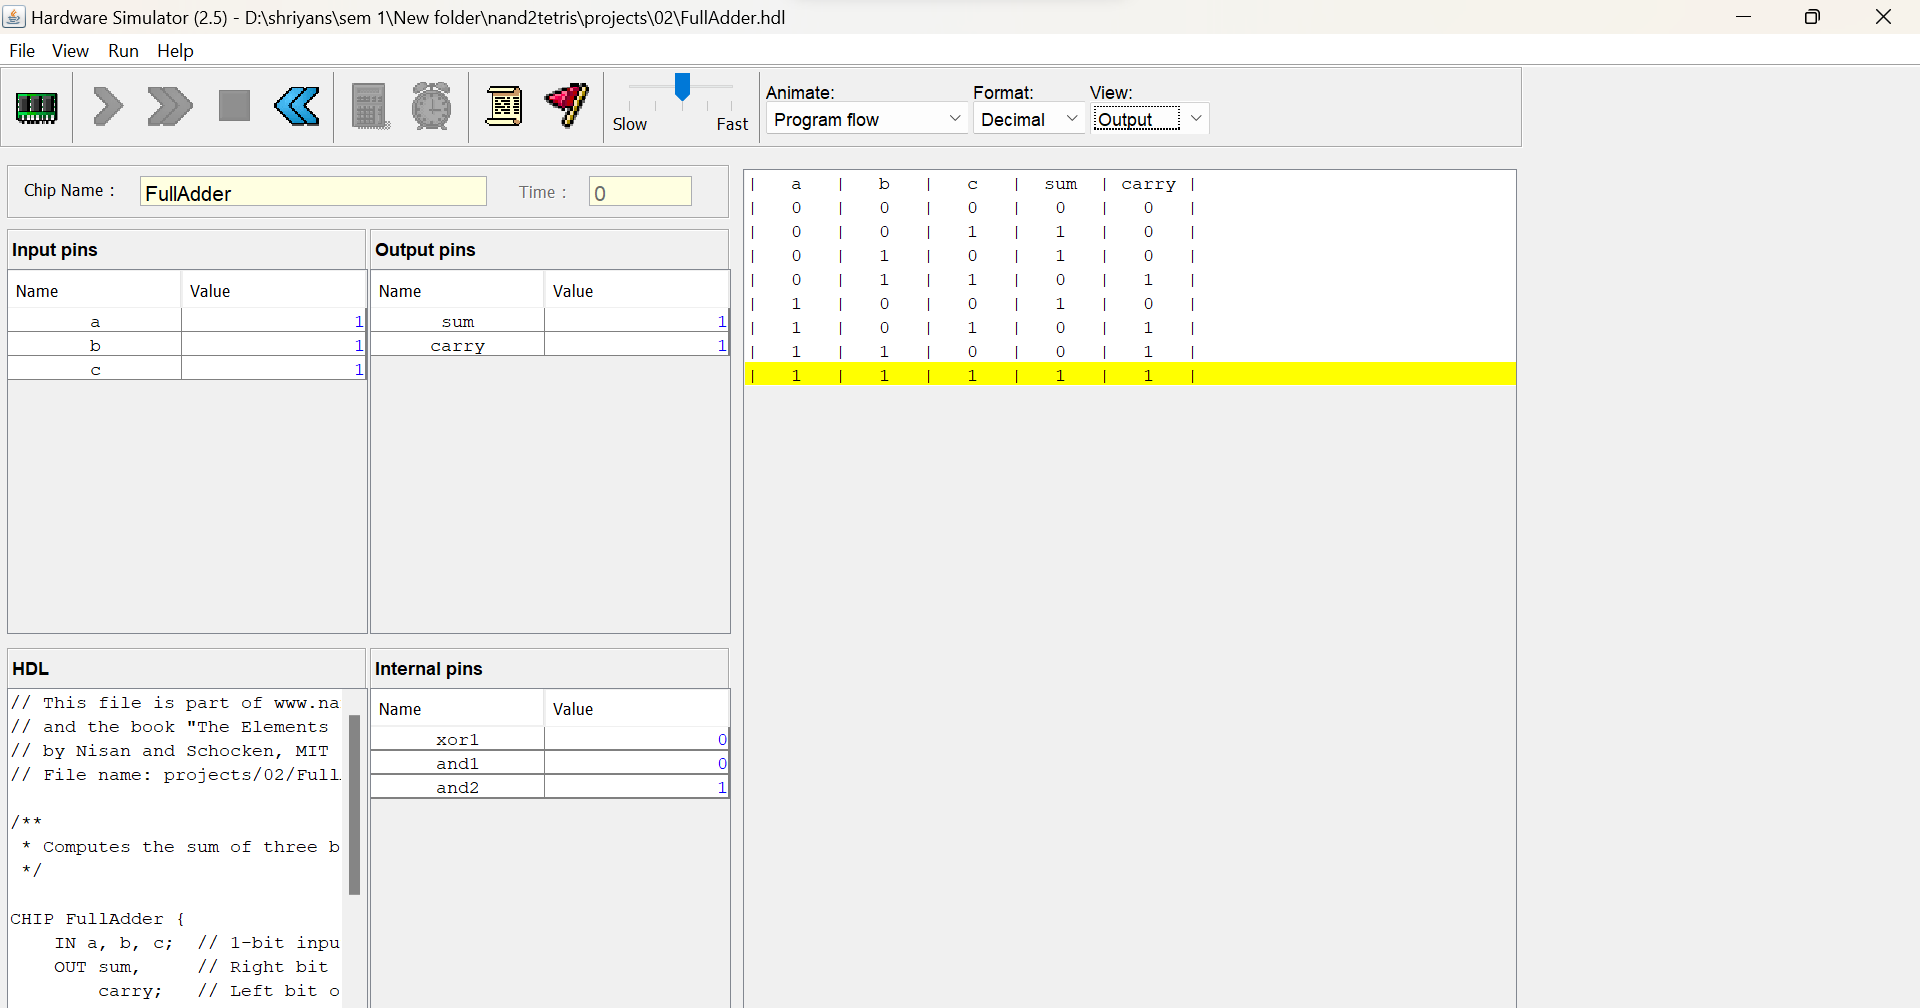 Hardware Simulator (2.5) - D:\shriyans\sem 1\New folder\nand2tetris\projects\02\FullAdder.hdl
File View Run Help
Slow Fast
Animate: Format: View:
Program flow Decimal Output
Chip Name : FullAdder Time : 0
Input pins
Name Value
a 1
b 1
c 1
Output pins
Name Value
sum 1
carry 1
HDL
// This file is part of www.na
// and the book "The Elements
// by Nisan and Schocken, MIT
// File name: projects/02/Full
/**
* Computes the sum of three b
*/
CHIP FullAdder {
IN a, b, c; // 1-bit inpu
OUT sum, // Right bit
carry; // Left bit o
Internal pins
Name Value
xor1 0
and1 0
and2 1
| a | b | c | sum | carry |
| 0 | 0 | 0 | 0 | 0 |
| 0 | 0 | 1 | 1 | 0 |
| 0 | 1 | 0 | 1 | 0 |
| 0 | 1 | 1 | 0 | 1 |
| 1 | 0 | 0 | 1 | 0 |
| 1 | 0 | 1 | 0 | 1 |
| 1 | 1 | 0 | 0 | 1 |
| 1 | 1 | 1 | 1 | 1 |